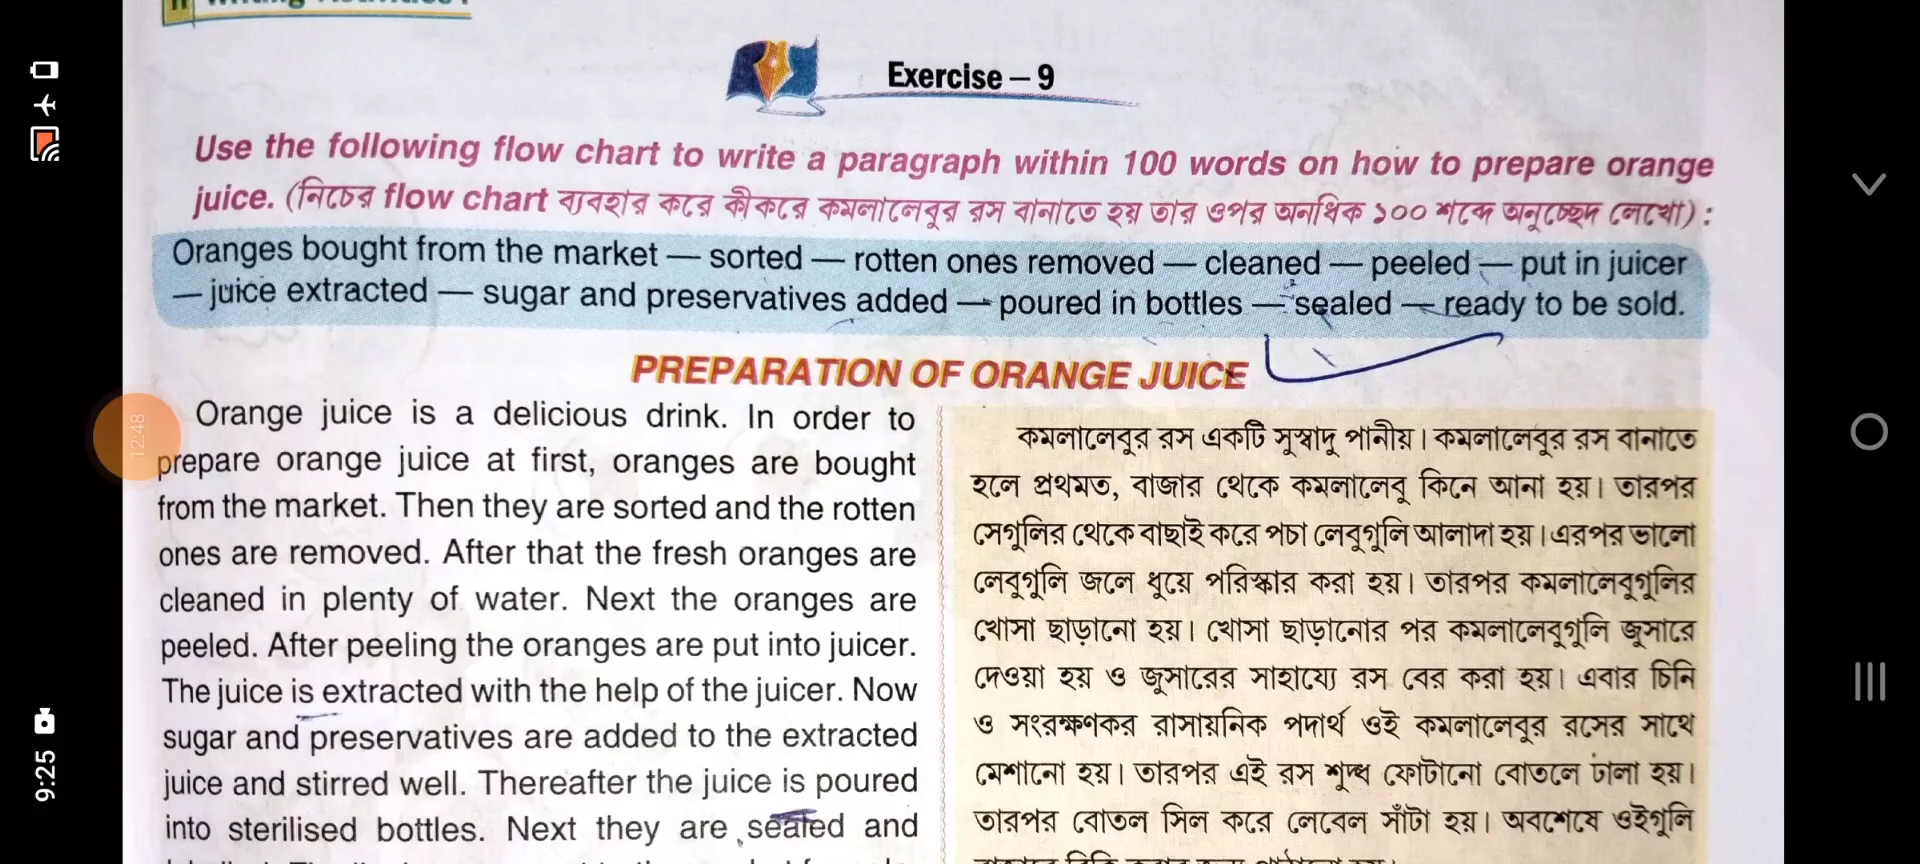 Exercise – 9
Use the following flow chart to write a paragraph within 100 words on how to prepare orange
juice. (নিচের flow chart ব্যবহার করে কীকরে কমলালেবুর রস বানাতে হয় তার ওপর অনধিক ১০০ শব্দে অনুচ্ছেদ লেখো) :
Oranges bought from the market — sorted — rotten ones removed — cleaned — peeled — put in juicer
— juice extracted — sugar and preservatives added — poured in bottles — sealed — ready to be sold.
PREPARATION OF ORANGE JUICE
Orange juice is a delicious drink. In order to
prepare orange juice at first, oranges are bought
from the market. Then they are sorted and the rotten
ones are removed. After that the fresh oranges are
cleaned in plenty of water. Next the oranges are
peeled. After peeling the oranges are put into juicer.
The juice is extracted with the help of the juicer. Now
sugar and preservatives are added to the extracted
juice and stirred well. Thereafter the juice is poured
into sterilised bottles. Next they are sealed and
কমলালেবুর রস একটি সুস্বাদু পানীয়। কমলালেবুর রস বানাতে
হলে প্রথমত, বাজার থেকে কমলালেবু কিনে আনা হয়। তারপর
সেগুলির থেকে বাছাই করে পচা লেবুগুলি আলাদা হয়। এরপর ভালো
লেবুগুলি জলে ধুয়ে পরিস্কার করা হয়। তারপর কমলালেবুগুলির
খোসা ছাড়ানো হয়। খোসা ছাড়ানোর পর কমলালেবুগুলি জুসারে
দেওয়া হয় ও জুসারের সাহায্যে রস বের করা হয়। এবার চিনি
ও সংরক্ষণকর রাসায়নিক পদার্থ ওই কমলালেবুর রসের সাথে
মেশানো হয়। তারপর এই রস শুদ্ধ ফোটানো বোতলে ঢালা হয়।
তারপর বোতল সিল করে লেবেল সাঁটা হয়। অবশেষে ওইগুলি
12:48
9:25